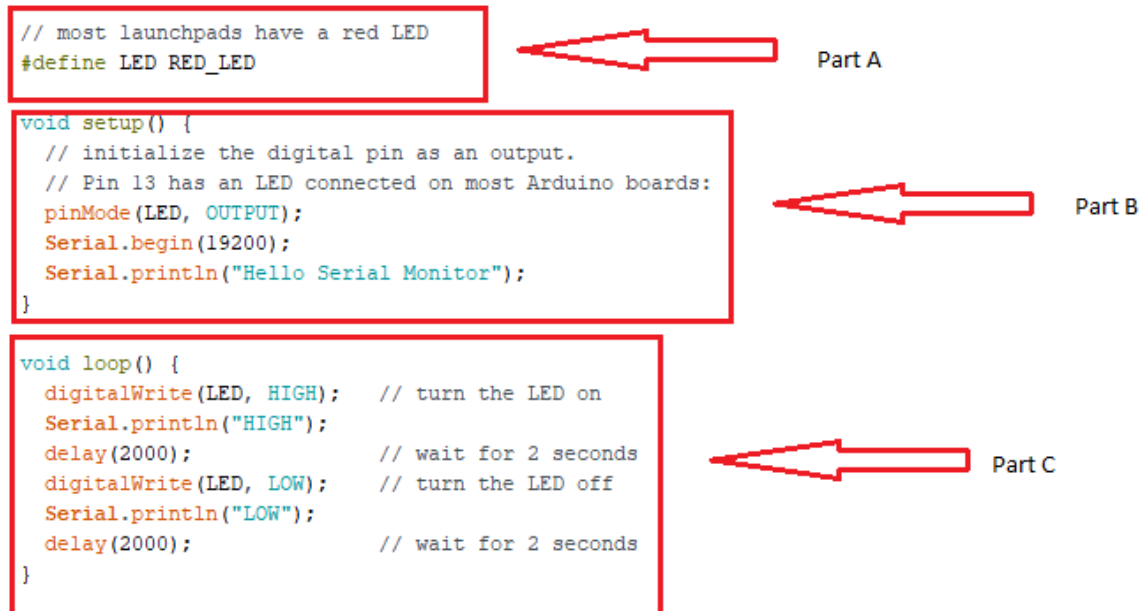 // most launchpads have a red LED
#define LED RED_LED
Part A
void setup() {
  // initialize the digital pin as an output.
  // Pin 13 has an LED connected on most Arduino boards:
  pinMode(LED, OUTPUT);
  Serial.begin(19200);
  Serial.println("Hello Serial Monitor");
}
Part B
void loop() {
  digitalWrite(LED, HIGH);   // turn the LED on
  Serial.println("HIGH");
  delay(2000);               // wait for 2 seconds
  digitalWrite(LED, LOW);    // turn the LED off
  Serial.println("LOW");
  delay(2000);               // wait for 2 seconds
}
Part C